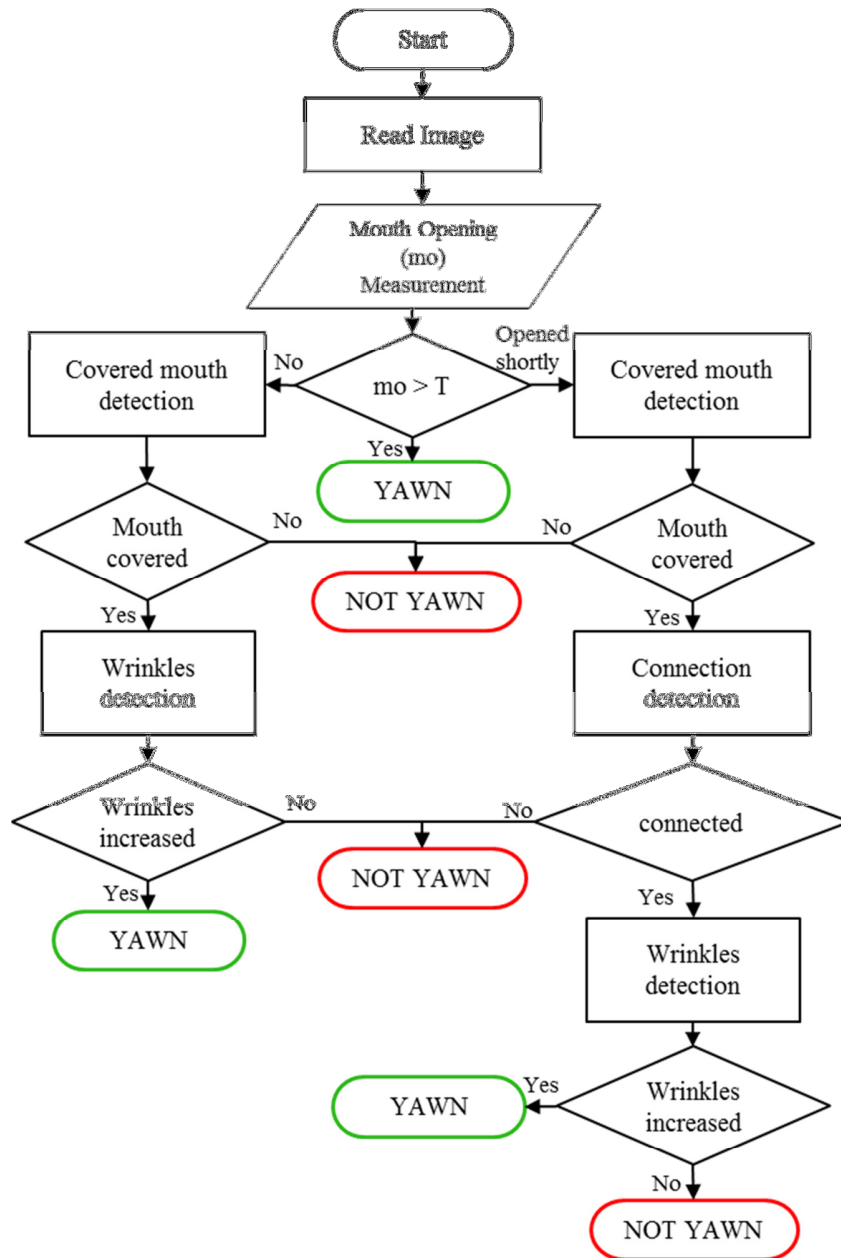 Start
Read Image
Mouth Opening
(mo)
Measurement
No
mo > T
Opened
shortly
Covered mouth
detection
Covered mouth
detection
Yes
YAWN
Mouth
covered
No
No
Mouth
covered
NOT YAWN
Yes
Yes
Wrinkles
detection
Connection
detection
Wrinkles
increased
No
No
connected
NOT YAWN
Yes
YAWN
Yes
Wrinkles
detection
YAWN
Yes
Wrinkles
increased
No
NOT YAWN